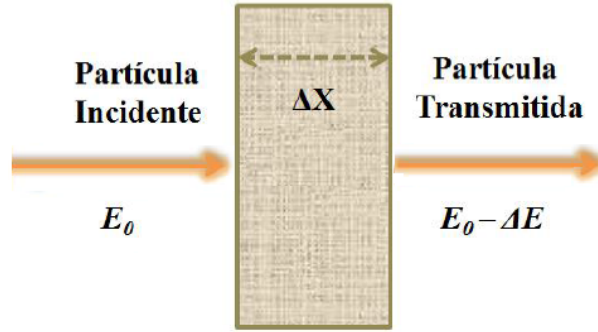 Partícula
Incidente
E₀
ΔX
Partícula
Transmitida
E₀ – ΔE